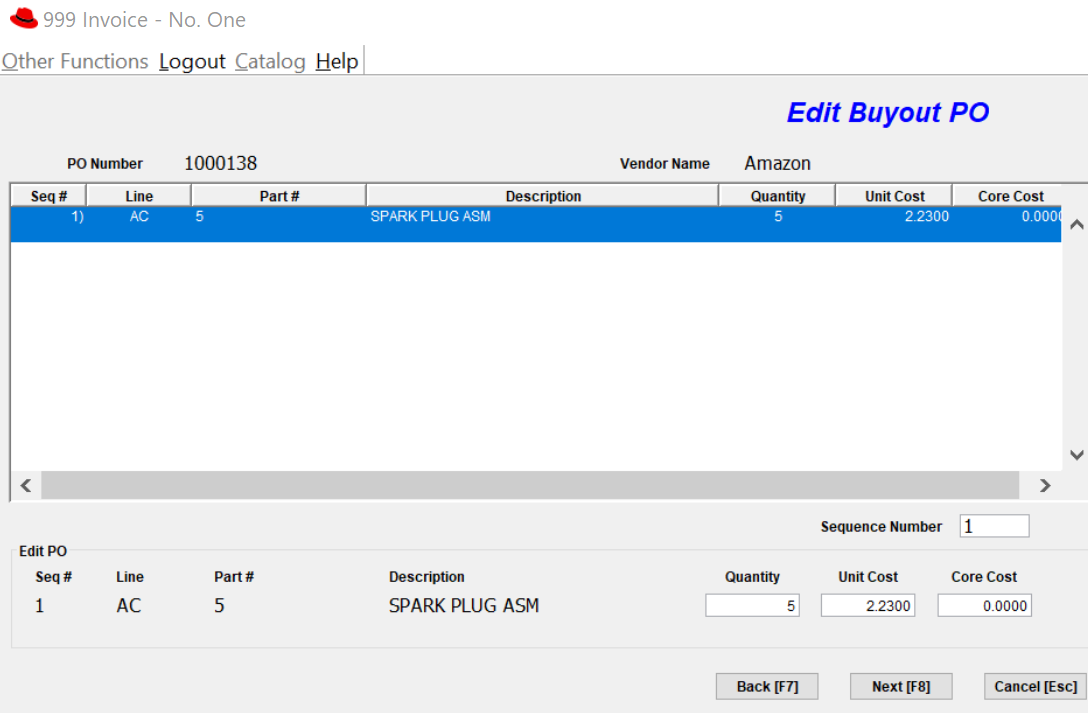 999 Invoice - No. One
Other Functions Logout Catalog Help
Edit Buyout PO
PO Number 1000138 Vendor Name Amazon
Seq # Line Part # Description Quantity Unit Cost Core Cost
1) AC 5 SPARK PLUG ASM 5 2.2300 0.0000
Sequence Number 1
Edit PO
Seq # Line Part # Description Quantity Unit Cost Core Cost
1 AC 5 SPARK PLUG ASM 5 2.2300 0.0000
Back [F7] Next [F8] Cancel [Esc]